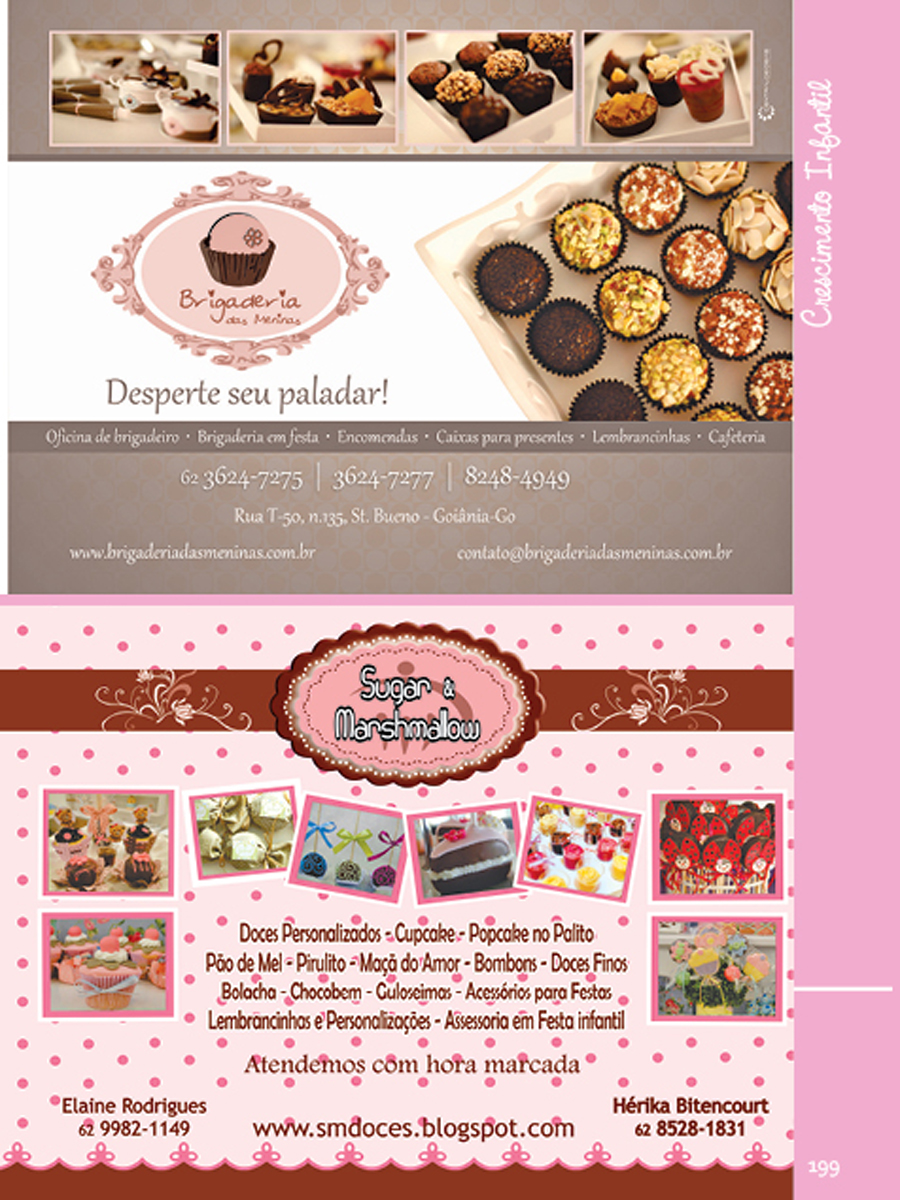 Crescimento Infantil
Brigaderia
das Meninas
Desperte seu paladar!
Oficina de brigadeiro • Brigaderia em festa • Encomendas • Caixas para presentes • Lembrancinhas • Cafeteria
62 3624-7275 | 3624-7277 | 8248-4949
Rua T-50, n.135, St. Bueno - Goiânia-Go
www.brigaderiadasmeninas.com.br contato@brigaderiadasmeninas.com.br
Sugar &
Marshmallow
Doces Personalizados - Cupcake - Popcake no Palito
Pão de Mel - Pirulito - Maçã do Amor - Bombons - Doces Finos
Bolacha - Chocobem - Guloseimas - Acessórios para Festas
Lembrancinhas e Personalizações - Assessoria em Festa infantil
Atendemos com hora marcada
Elaine Rodrigues
62 9982-1149
www.smdoces.blogspot.com
Hérika Bitencourt
62 8528-1831
199